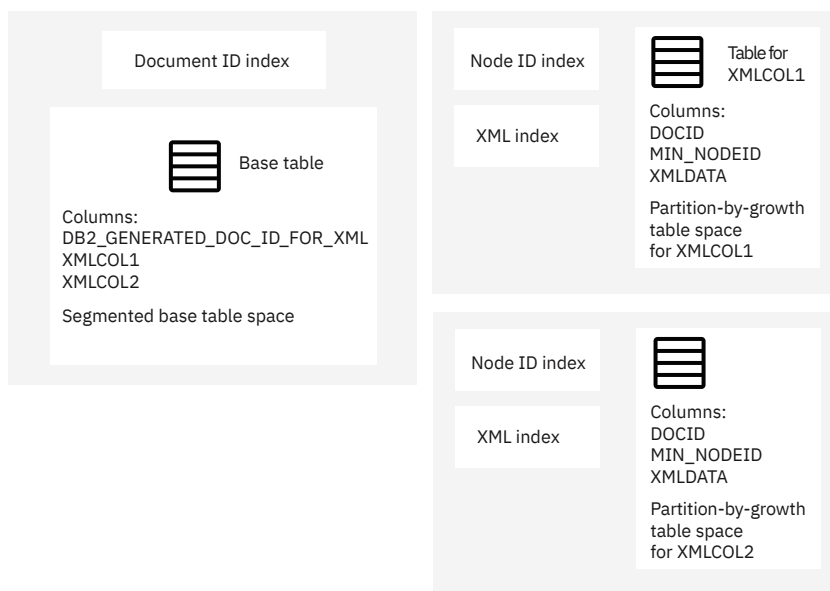 Document ID index
Base table
Columns:
DB2_GENERATED_DOC_ID_FOR_XML
XMLCOL1
XMLCOL2
Segmented base table space
Node ID index
XML index
Table for
XMLCOL1
Columns:
DOCID
MIN_NODEID
XMLDATA
Partition-by-growth
table space
for XMLCOL1
Node ID index
XML index
Columns:
DOCID
MIN_NODEID
XMLDATA
Partition-by-growth
table space
for XMLCOL2